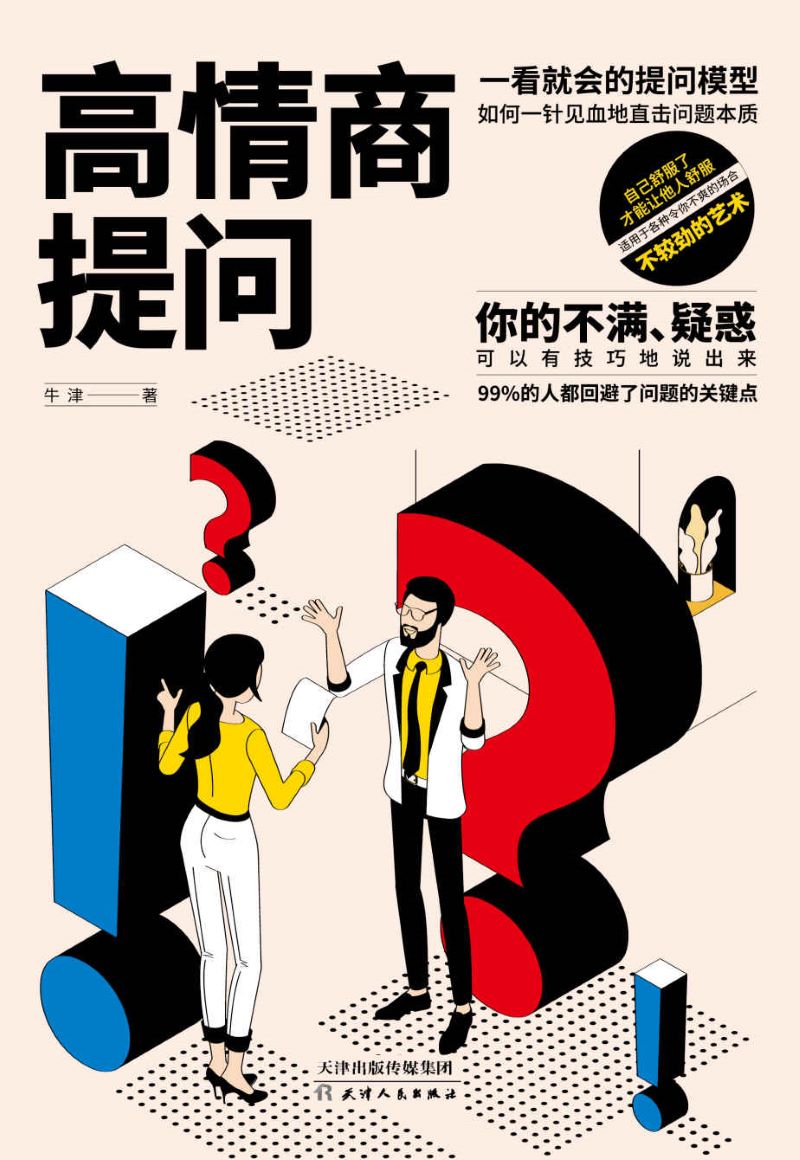 高情商
提问
牛津——著
一看就会的提问模型
如何一针见血地直击问题本质
自己舒服了
才能让他人舒服
适用于各种令你不爽的场合
不较劲的艺术
你的不满、疑惑
可以有技巧地说出来
99%的人都回避了问题的关键点
天津出版传媒集团
天津人民出版社